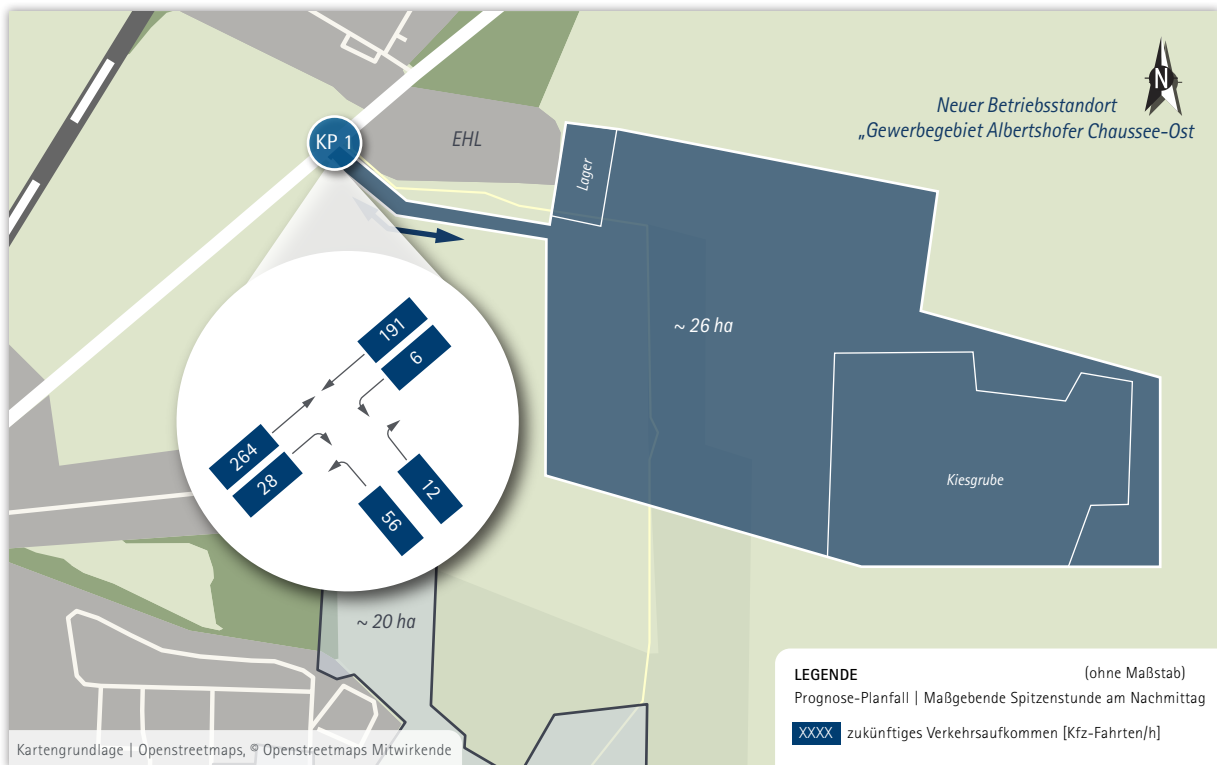 N
Neuer Betriebsstandort
„Gewerbegebiet Albertshofer Chaussee-Ost
KP 1
EHL
Lager
191
6
~ 26 ha
264
28
12
56
Kiesgrube
~ 20 ha
LEGENDE (ohne Maßstab)
Prognose-Planfall | Maßgebende Spitzenstunde am Nachmittag
XXXX zukünftiges Verkehrsaufkommen [Kfz-Fahrten/h]
Kartengrundlage | Openstreetmaps, © Openstreetmaps Mitwirkende